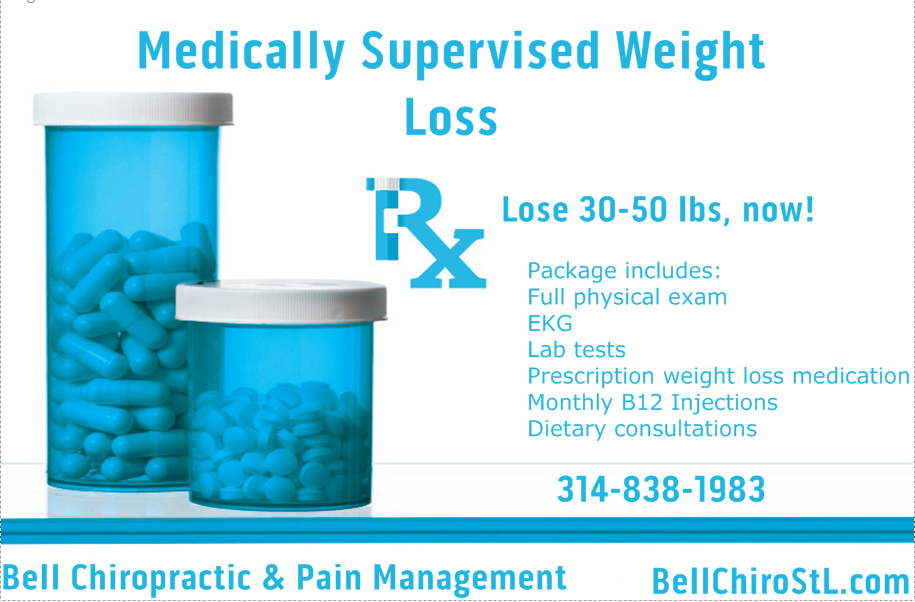 Medically Supervised Weight
Loss
Rx
Lose 30-50 lbs, now!
Package includes:
Full physical exam
EKG
Lab tests
Prescription weight loss medication
Monthly B12 Injections
Dietary consultations
314-838-1983
Bell Chiropractic & Pain Management
BellChiroStL.com